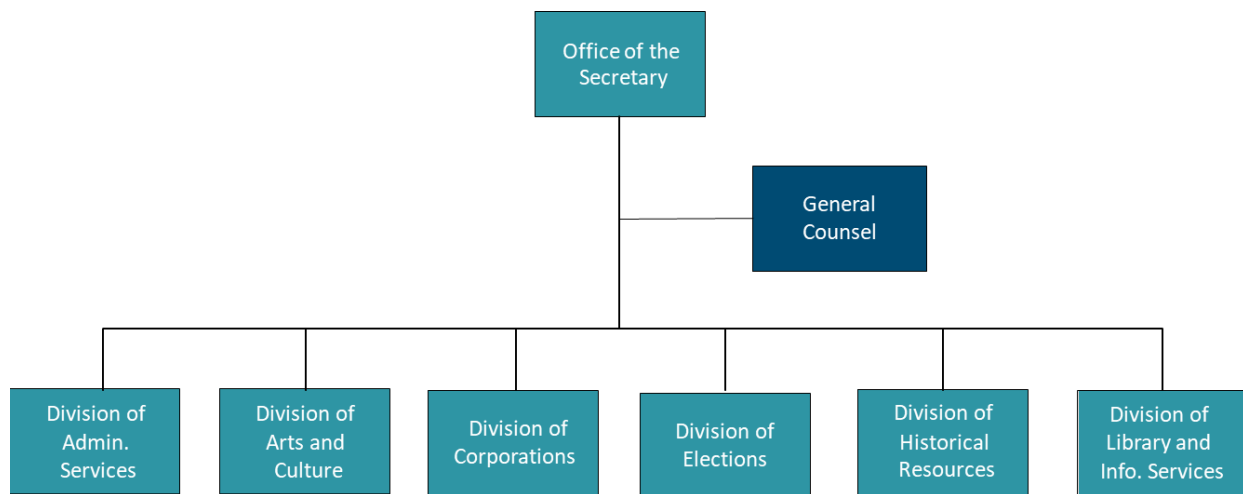 Office of the
Secretary
General
Counsel
Division of
Admin.
Services
Division of
Arts and
Culture
Division of
Corporations
Division of
Elections
Division of
Historical
Resources
Division of
Library and
Info. Services